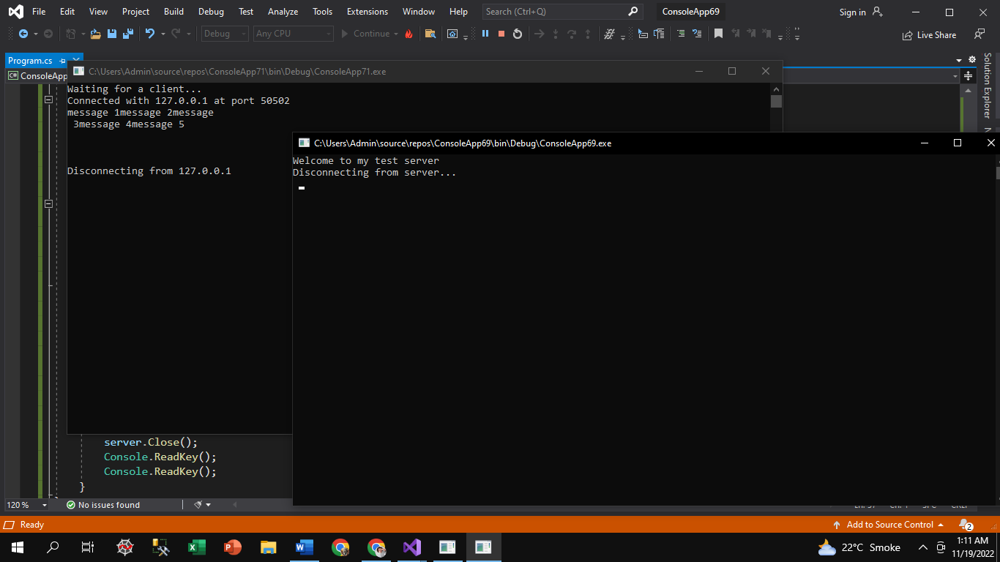 File Edit View Project Build Debug Test Analyze Tools Extensions Window Help Search (Ctrl+Q) ConsoleApp69 Sign in
Debug Any CPU Continue Live Share
Program.cs
C:\Users\Admin\source\repos\ConsoleApp71\bin\Debug\ConsoleApp71.exe
C# ConsoleApp
Solution Explorer
Waiting for a client...
Connected with 127.0.0.1 at port 50502
message 1message 2message
3message 4message 5
Disconnecting from 127.0.0.1
C:\Users\Admin\source\repos\ConsoleApp69\bin\Debug\ConsoleApp69.exe
Welcome to my test server
Disconnecting from server...
server.Close();
Console.ReadKey();
Console.ReadKey();
}
120 % No issues found
Ready Add to Source Control 2
22°C Smoke 1:11 AM
11/19/2022